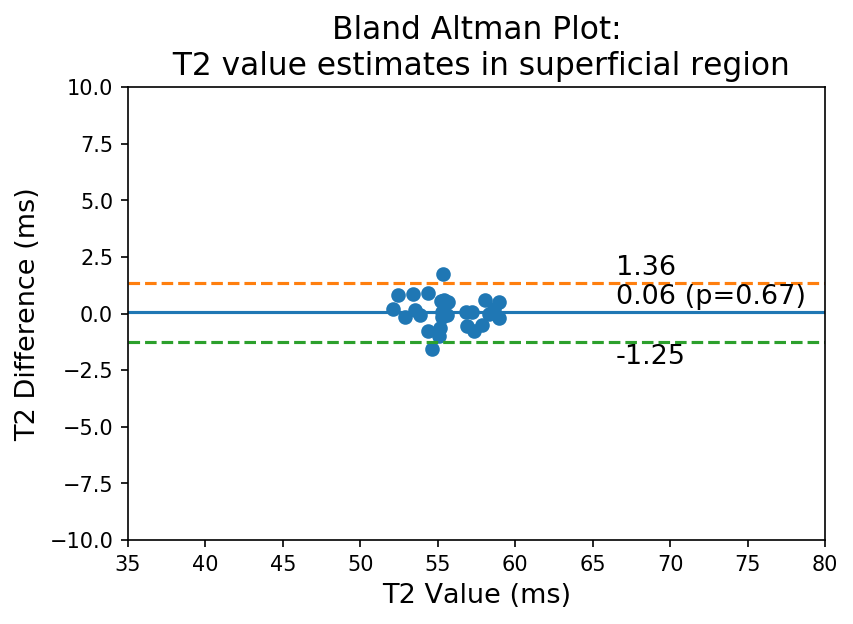 Bland Altman Plot:
T2 value estimates in superficial region
10.0
7.5
5.0
2.5
0.0
−2.5
−5.0
−7.5
−10.0
T2 Difference (ms)
1.36
0.06 (p=0.67)
-1.25
35 40 45 50 55 60 65 70 75 80
T2 Value (ms)